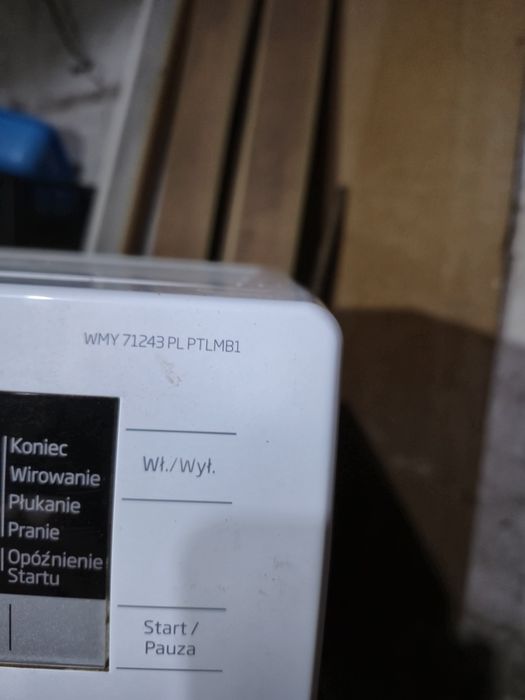 WMY 71243 PL PTLMB1
Koniec
Wirowanie
Płukanie
Pranie
Opóźnienie
Startu
Wł./Wył.
Start /
Pauza